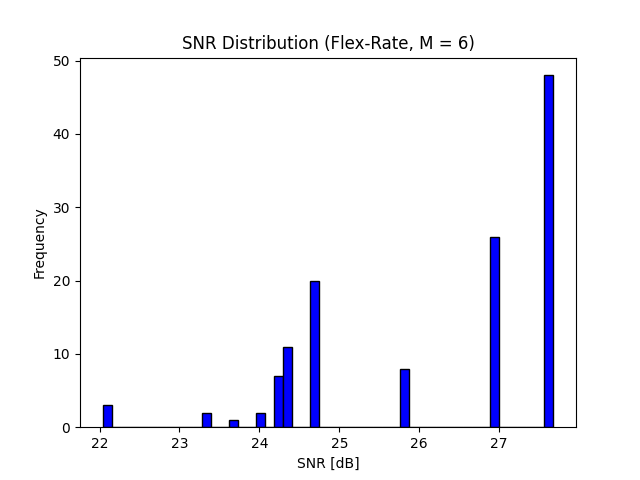 SNR Distribution (Flex-Rate, M = 6)
50
40
30
20
10
0
Frequency
22 23 24 25 26 27
SNR [dB]